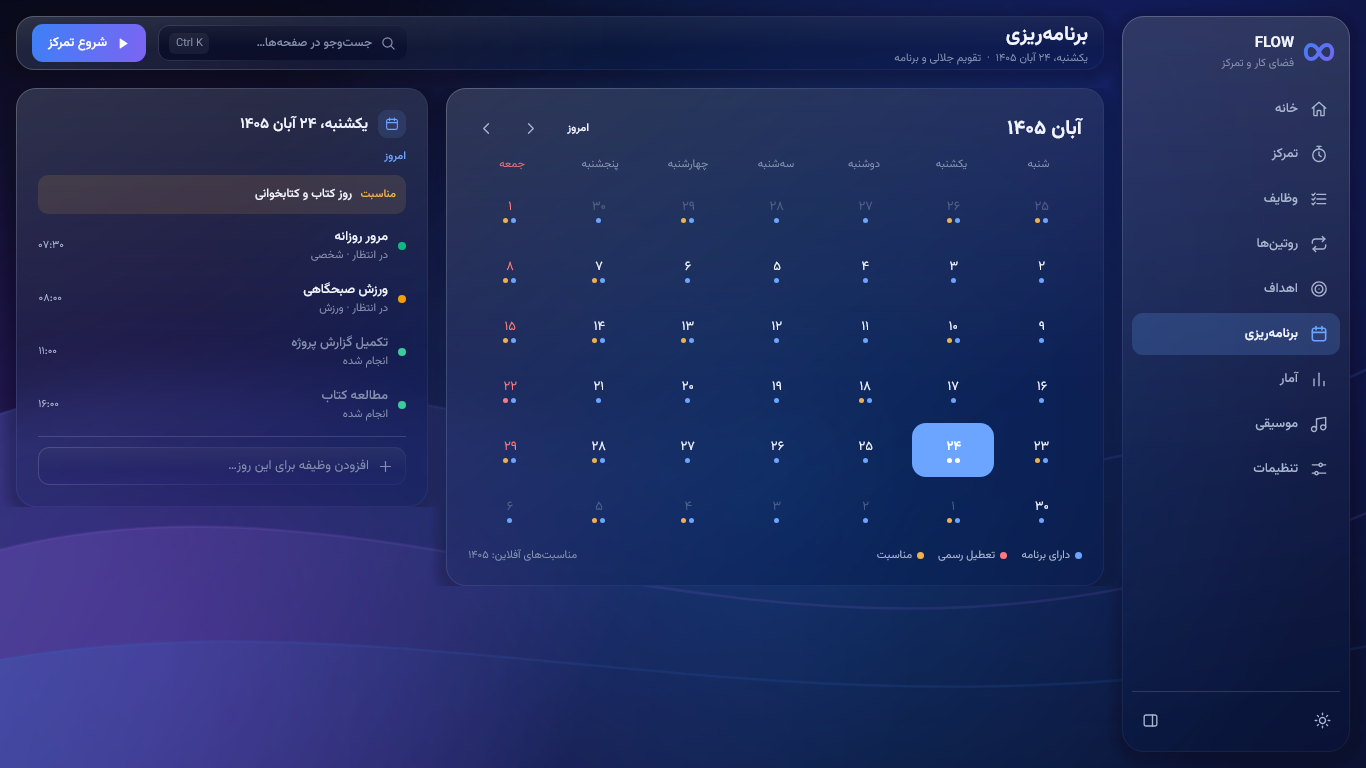 FLOW
فضای کار و تمرکز
خانه
تمرکز
وظایف
روتین‌ها
اهداف
برنامه‌ریزی
آمار
موسیقی
تنظیمات
برنامه‌ریزی
یکشنبه، ۲۴ آبان ۱۴۰۵ · تقویم جلالی و برنامه
جست‌وجو در صفحه‌ها…
Ctrl K
شروع تمرکز
آبان ۱۴۰۵
امروز
شنبه یکشنبه دوشنبه سه‌شنبه چهارشنبه پنجشنبه جمعه
۲۵ ۲۶ ۲۷ ۲۸ ۲۹ ۳۰ ۱
۲ ۳ ۴ ۵ ۶ ۷ ۸
۹ ۱۰ ۱۱ ۱۲ ۱۳ ۱۴ ۱۵
۱۶ ۱۷ ۱۸ ۱۹ ۲۰ ۲۱ ۲۲
۲۳ ۲۴ ۲۵ ۲۶ ۲۷ ۲۸ ۲۹
۳۰ ۱ ۲ ۳ ۴ ۵ ۶
دارای برنامه تعطیل رسمی مناسبت
مناسبت‌های آفلاین: ۱۴۰۵
یکشنبه، ۲۴ آبان ۱۴۰۵
امروز
مناسبت روز کتاب و کتابخوانی
مرور روزانه ۰۷:۳۰
در انتظار · شخصی
ورزش صبحگاهی ۰۸:۰۰
در انتظار · ورزش
تکمیل گزارش پروژه ۱۱:۰۰
انجام شده
مطالعه کتاب ۱۶:۰۰
انجام شده
افزودن وظیفه برای این روز…